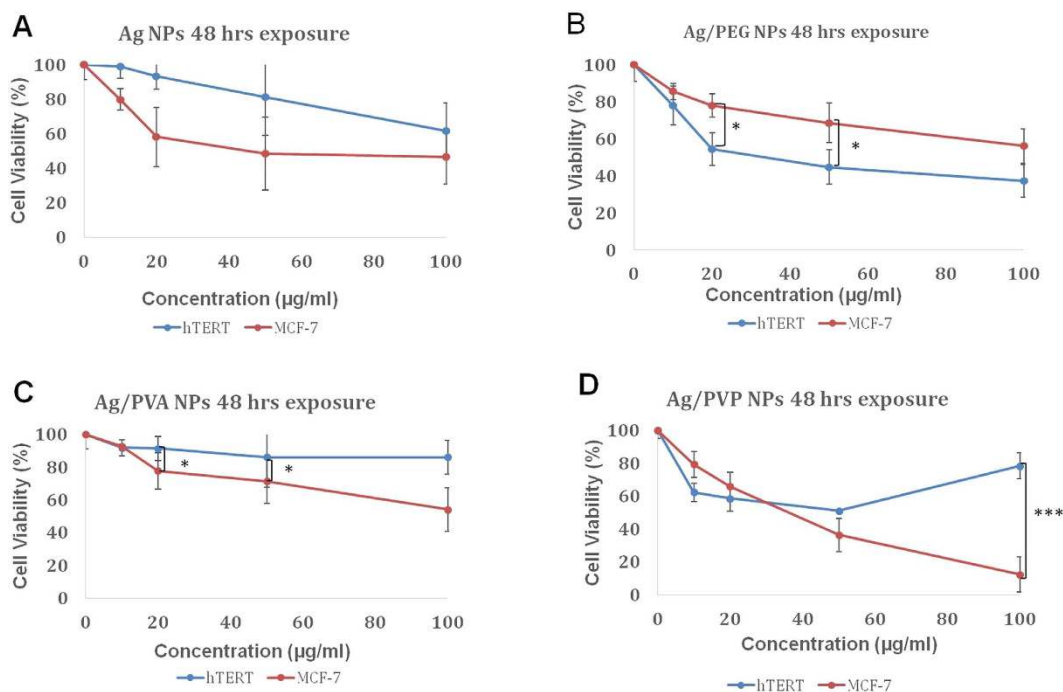 A
Ag NPs 48 hrs exposure
Cell Viability (%)
100
80
60
40
20
0
0 20 40 60 80 100
Concentration (µg/ml)
hTERT MCF-7
B
Ag/PEG NPs 48 hrs exposure
Cell Viability (%)
100
80
60
40
20
0
*
*
0 20 40 60 80 100
Concentration (µg/ml)
hTERT MCF-7
C
Ag/PVA NPs 48 hrs exposure
Cell Viability (%)
100
80
60
40
20
0
*
*
0 20 40 60 80 100
Concentration (µg/ml)
hTERT MCF-7
D
Ag/PVP NPs 48 hrs exposure
Cell Viability (%)
100
80
60
40
20
0
***
0 20 40 60 80 100
Concentration (µg/ml)
hTERT MCF-7